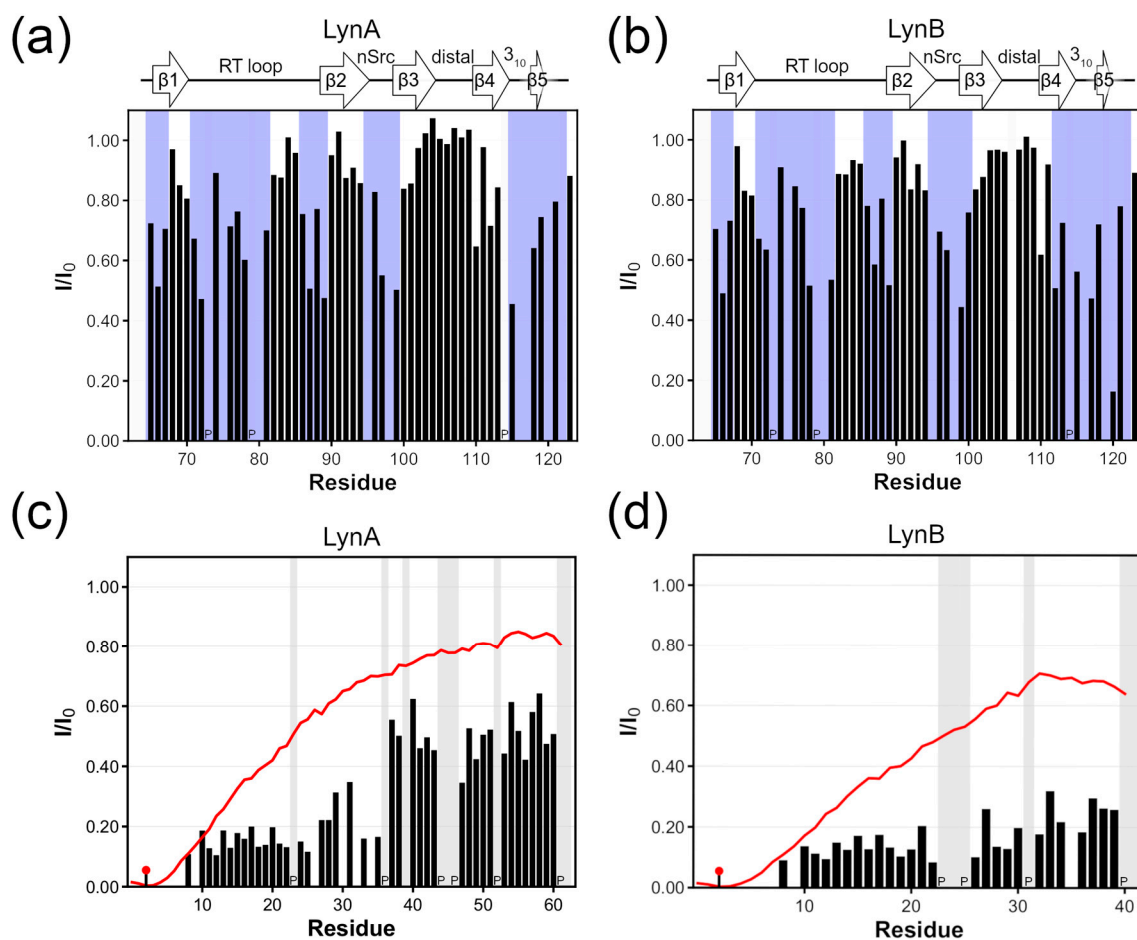 (a)
LynA
RT loop nSrc distal 3₁₀
β1 β2 β3 β4 β5
1.00
0.80
0.60
0.40
0.20
0.00
I/I₀
P P P
70 80 90 100 110 120
Residue
(b)
LynB
RT loop nSrc distal 3₁₀
β1 β2 β3 β4 β5
1.00
0.80
0.60
0.40
0.20
0.00
I/I₀
P P P
70 80 90 100 110 120
Residue
(c)
LynA
1.00
0.80
0.60
0.40
0.20
0.00
I/I₀
P P P P P P
10 20 30 40 50 60
Residue
(d)
LynB
1.00
0.80
0.60
0.40
0.20
0.00
I/I₀
P P P P
10 20 30 40
Residue